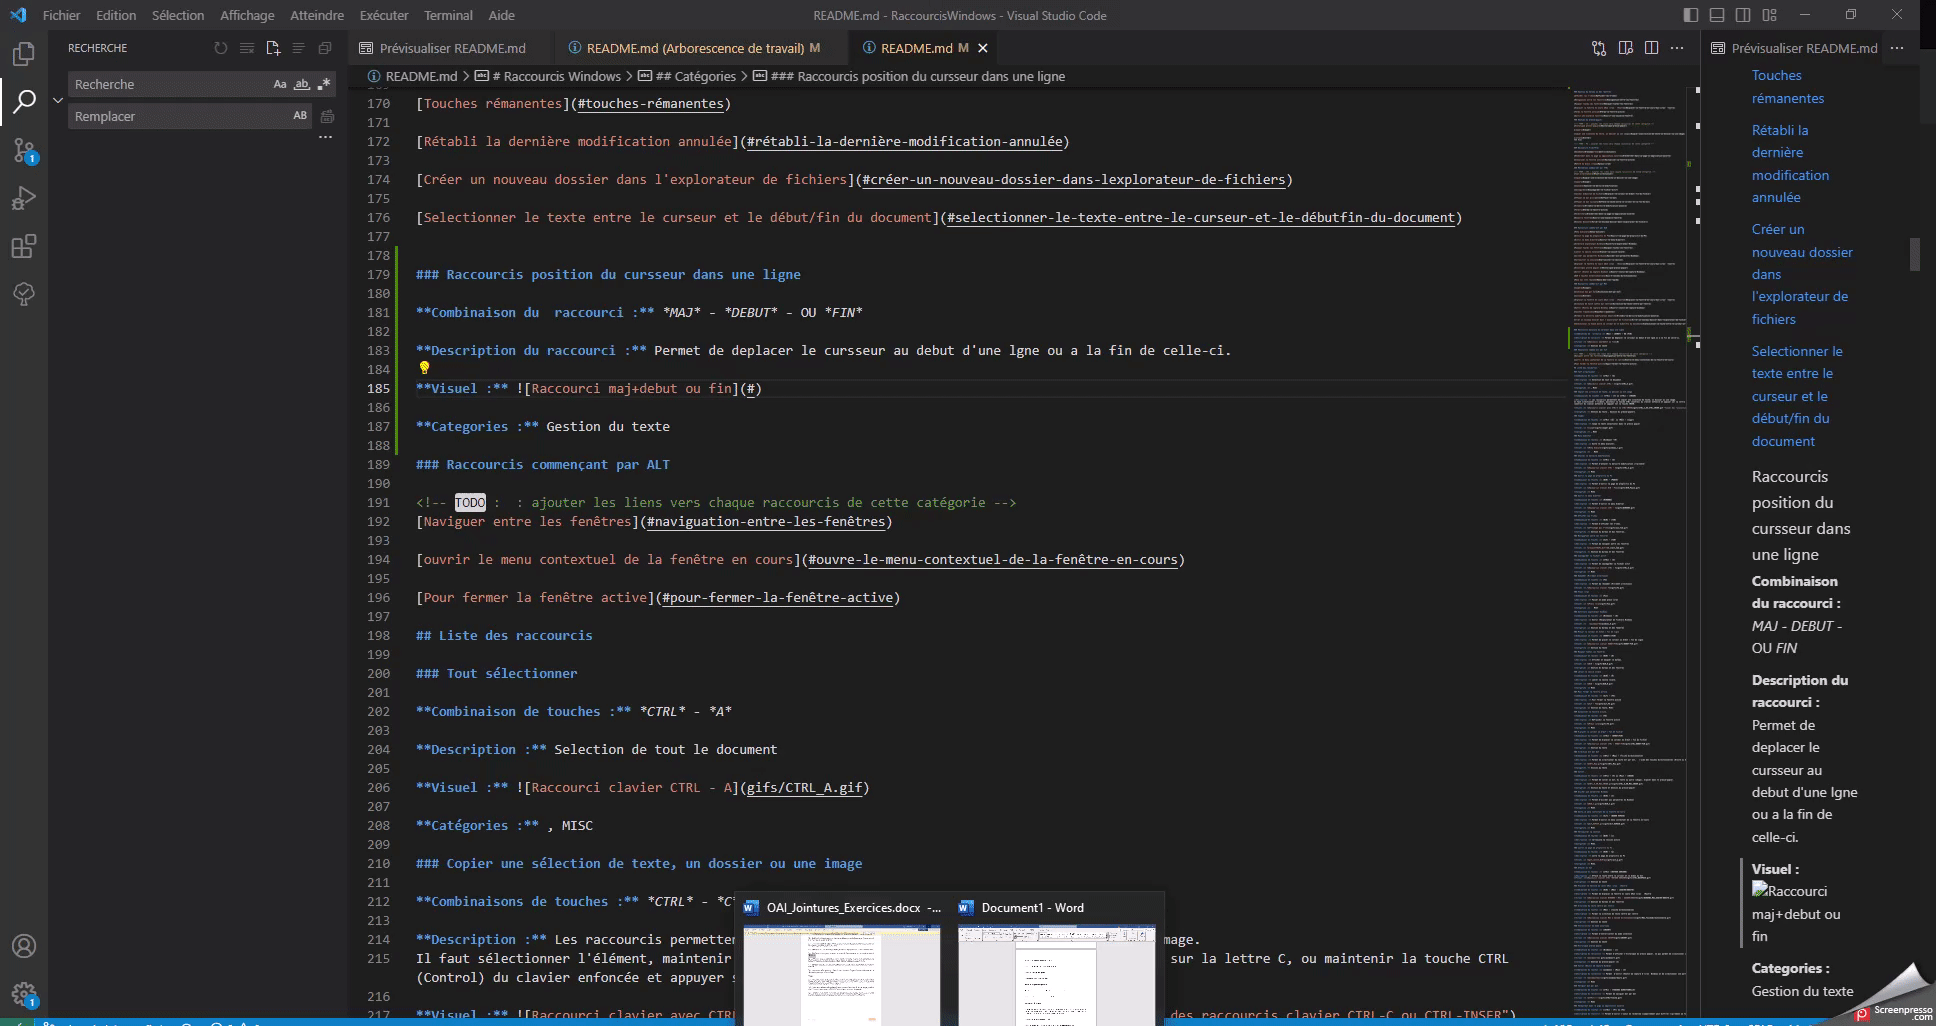 Fichier Edition Sélection Affichage Atteindre Exécuter Terminal Aide
README.md - RaccourcisWindows - Visual Studio Code
RECHERCHE
Recherche
Aa ab .*
Remplacer
AB
1
1
Prévisualiser README.md
README.md (Arborescence de travail) M
README.md M
README.md > # Raccourcis Windows > ## Catégories > ### Raccourcis position du cursseur dans une ligne
170 [Touches rémanentes](#touches-rémanentes)
171
172 [Rétabli la dernière modification annulée](#rétabli-la-dernière-modification-annulée)
173
174 [Créer un nouveau dossier dans l'explorateur de fichiers](#créer-un-nouveau-dossier-dans-lexplorateur-de-fichiers)
175
176 [Selectionner le texte entre le curseur et le début/fin du document](#selectionner-le-texte-entre-le-curseur-et-le-débutfin-du-document)
177
178
179 ### Raccourcis position du cursseur dans une ligne
180
181 **Combinaison du  raccourci :** *MAJ* - *DEBUT* - OU *FIN*
182
183 **Description du raccourci :** Permet de deplacer le cursseur au debut d'une lgne ou a la fin de celle-ci.
184
185 **Visuel :** ![Raccourci maj+debut ou fin](#)
186
187 **Categories :** Gestion du texte
188
189 ### Raccourcis commençant par ALT
190
191 <!-- TODO :  : ajouter les liens vers chaque raccourcis de cette catégorie -->
192 [Naviguer entre les fenêtres](#naviguation-entre-les-fenêtres)
193
194 [ouvrir le menu contextuel de la fenêtre en cours](#ouvre-le-menu-contextuel-de-la-fenêtre-en-cours)
195
196 [Pour fermer la fenêtre active](#pour-fermer-la-fenêtre-active)
197
198 ## Liste des raccourcis
199
200 ### Tout sélectionner
201
202 **Combinaison de touches :** *CTRL* - *A*
203
204 **Description :** Selection de tout le document
205
206 **Visuel :** ![Raccourci clavier CTRL - A](gifs/CTRL_A.gif)
207
208 **Catégories :** , MISC
209
210 ### Copier une sélection de texte, un dossier ou une image
211
212 **Combinaisons de touches :** *CTRL* - *C*
213
214 **Description :** Les raccourcis permetten mage.
215 Il faut sélectionner l'élément, maintenir sur la lettre C, ou maintenir la touche CTRL
(Control) du clavier enfoncée et appuyer s
216
217 **Visuel :** ![Raccourci clavier avec CTRL des raccourcis clavier CTRL-C ou CTRL-INSER")
OAI_Jointures_Exercices.docx -...
Document1 - Word
Prévisualiser README.md
Touches
rémanentes
Rétabli la
dernière
modification
annulée
Créer un
nouveau dossier
dans
l'explorateur de
fichiers
Selectionner le
texte entre le
curseur et le
début/fin du
document
Raccourcis
position du
cursseur dans
une ligne
Combinaison
du raccourci :
MAJ - DEBUT -
OU FIN
Description du
raccourci :
Permet de
deplacer le
cursseur au
debut d'une lgne
ou a la fin de
celle-ci.
Visuel :
Raccourci
maj+debut ou
fin
Categories :
Gestion du texte
Screenpresso
.com